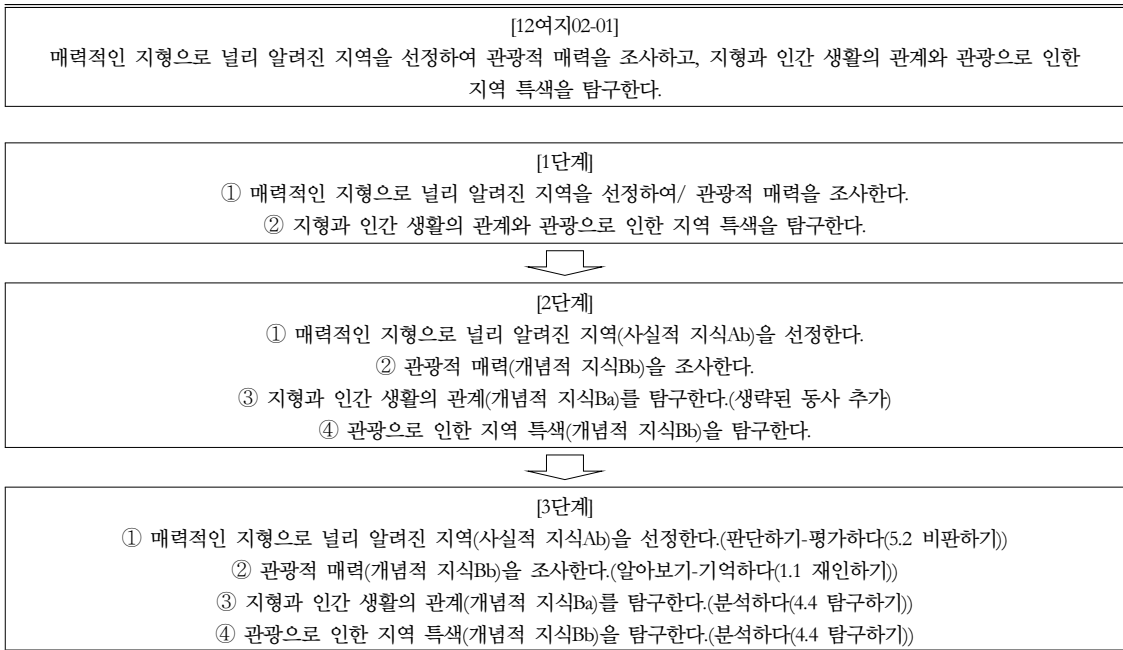 [12여지02-01]
매력적인 지형으로 널리 알려진 지역을 선정하여 관광적 매력을 조사하고, 지형과 인간 생활의 관계와 관광으로 인한
지역 특색을 탐구한다.
[1단계]
① 매력적인 지형으로 널리 알려진 지역을 선정하여/ 관광적 매력을 조사한다.
② 지형과 인간 생활의 관계와 관광으로 인한 지역 특색을 탐구한다.
[2단계]
① 매력적인 지형으로 널리 알려진 지역(사실적 지식Ab)을 선정한다.
② 관광적 매력(개념적 지식Bb)을 조사한다.
③ 지형과 인간 생활의 관계(개념적 지식Ba)를 탐구한다.(생략된 동사 추가)
④ 관광으로 인한 지역 특색(개념적 지식Bb)을 탐구한다.
[3단계]
① 매력적인 지형으로 널리 알려진 지역(사실적 지식Ab)을 선정한다.(판단하기-평가하다(5.2 비판하기))
② 관광적 매력(개념적 지식Bb)을 조사한다.(알아보기-기억하다(1.1 재인하기))
③ 지형과 인간 생활의 관계(개념적 지식Ba)를 탐구한다.(분석하다(4.4 탐구하기))
④ 관광으로 인한 지역 특색(개념적 지식Bb)을 탐구한다.(분석하다(4.4 탐구하기))